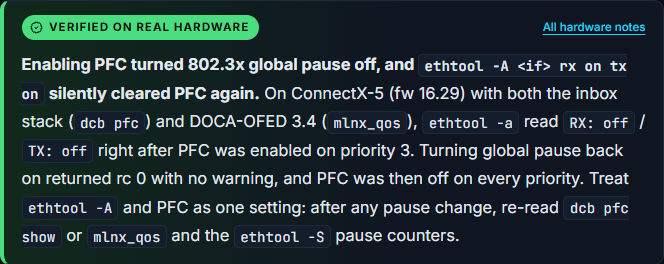 VERIFIED ON REAL HARDWARE
All hardware notes
Enabling PFC turned 802.3x global pause off, and ethtool -A <if> rx on tx
on silently cleared PFC again. On ConnectX-5 (fw 16.29) with both the inbox
stack ( dcb pfc ) and DOCA-OFED 3.4 ( mlnx_qos ), ethtool -a read RX: off /
TX: off right after PFC was enabled on priority 3. Turning global pause back
on returned rc 0 with no warning, and PFC was then off on every priority. Treat
ethtool -A and PFC as one setting: after any pause change, re-read dcb pfc
show or mlnx_qos and the ethtool -S pause counters.